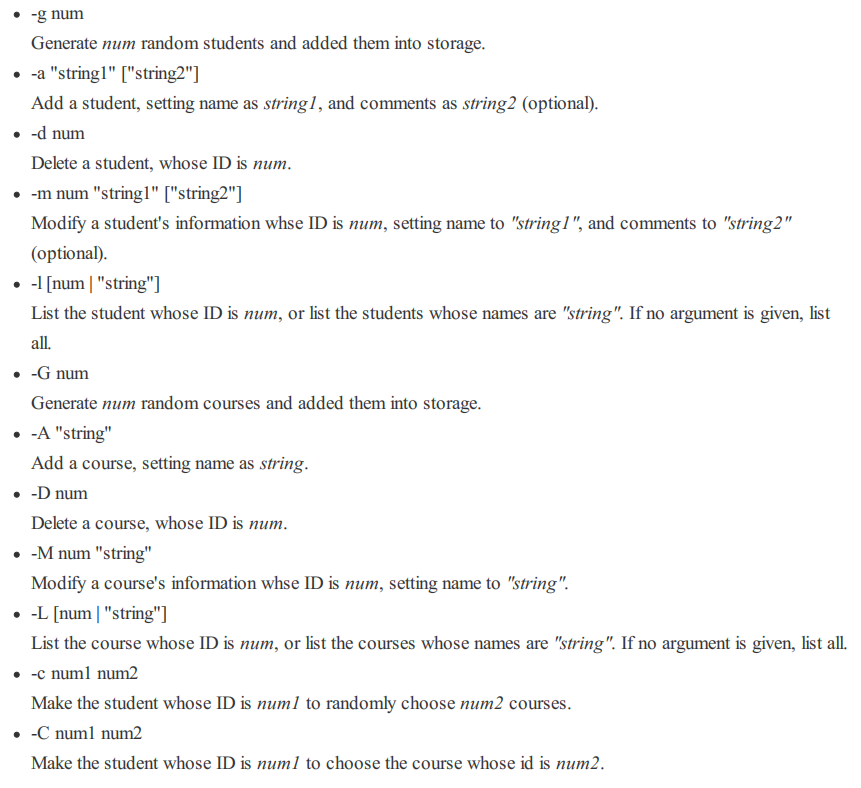 • -g num
Generate num random students and added them into storage.
• -a "string1" ["string2"]
Add a student, setting name as string1, and comments as string2 (optional).
• -d num
Delete a student, whose ID is num.
• -m num "string1" ["string2"]
Modify a student's information whse ID is num, setting name to "string1", and comments to "string2"
(optional).
• -l [num | "string"]
List the student whose ID is num, or list the students whose names are "string". If no argument is given, list
all.
• -G num
Generate num random courses and added them into storage.
• -A "string"
Add a course, setting name as string.
• -D num
Delete a course, whose ID is num.
• -M num "string"
Modify a course's information whse ID is num, setting name to "string".
• -L [num | "string"]
List the course whose ID is num, or list the courses whose names are "string". If no argument is given, list all.
• -c num1 num2
Make the student whose ID is num1 to randomly choose num2 courses.
• -C num1 num2
Make the student whose ID is num1 to choose the course whose id is num2.